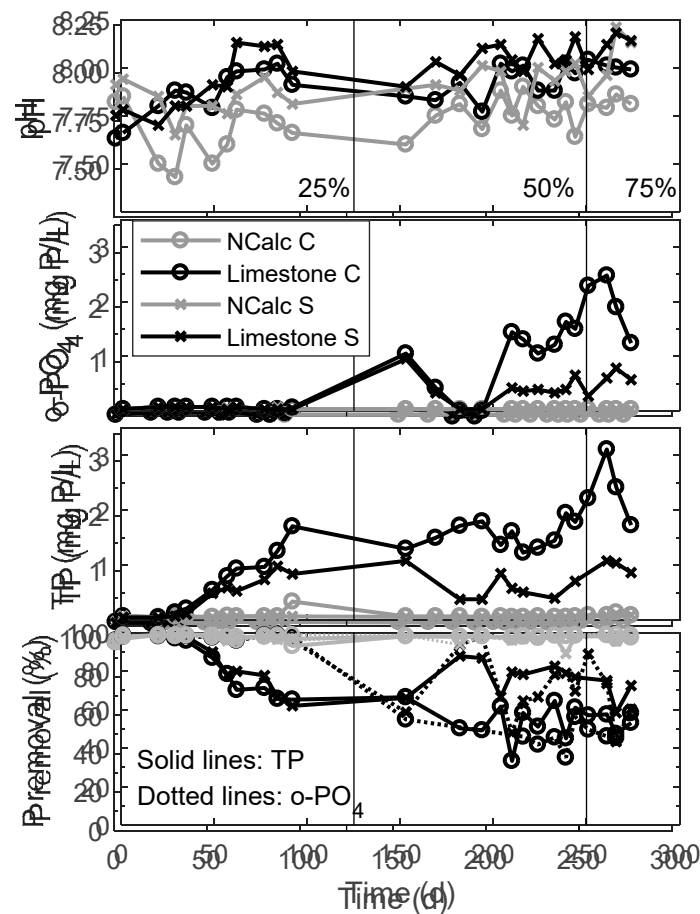 8.25
8.00
7.75
7.50
pH
25%
50%
75%
3
2
1
0
o-PO4 (mg P/L)
NCalc C
Limestone C
NCalc S
Limestone S
3
2
1
0
TP (mg P/L)
100
80
60
40
20
0
P removal (%)
Solid lines: TP
Dotted lines: o-PO4
0 50 100 150 200 250 300
Time (d)